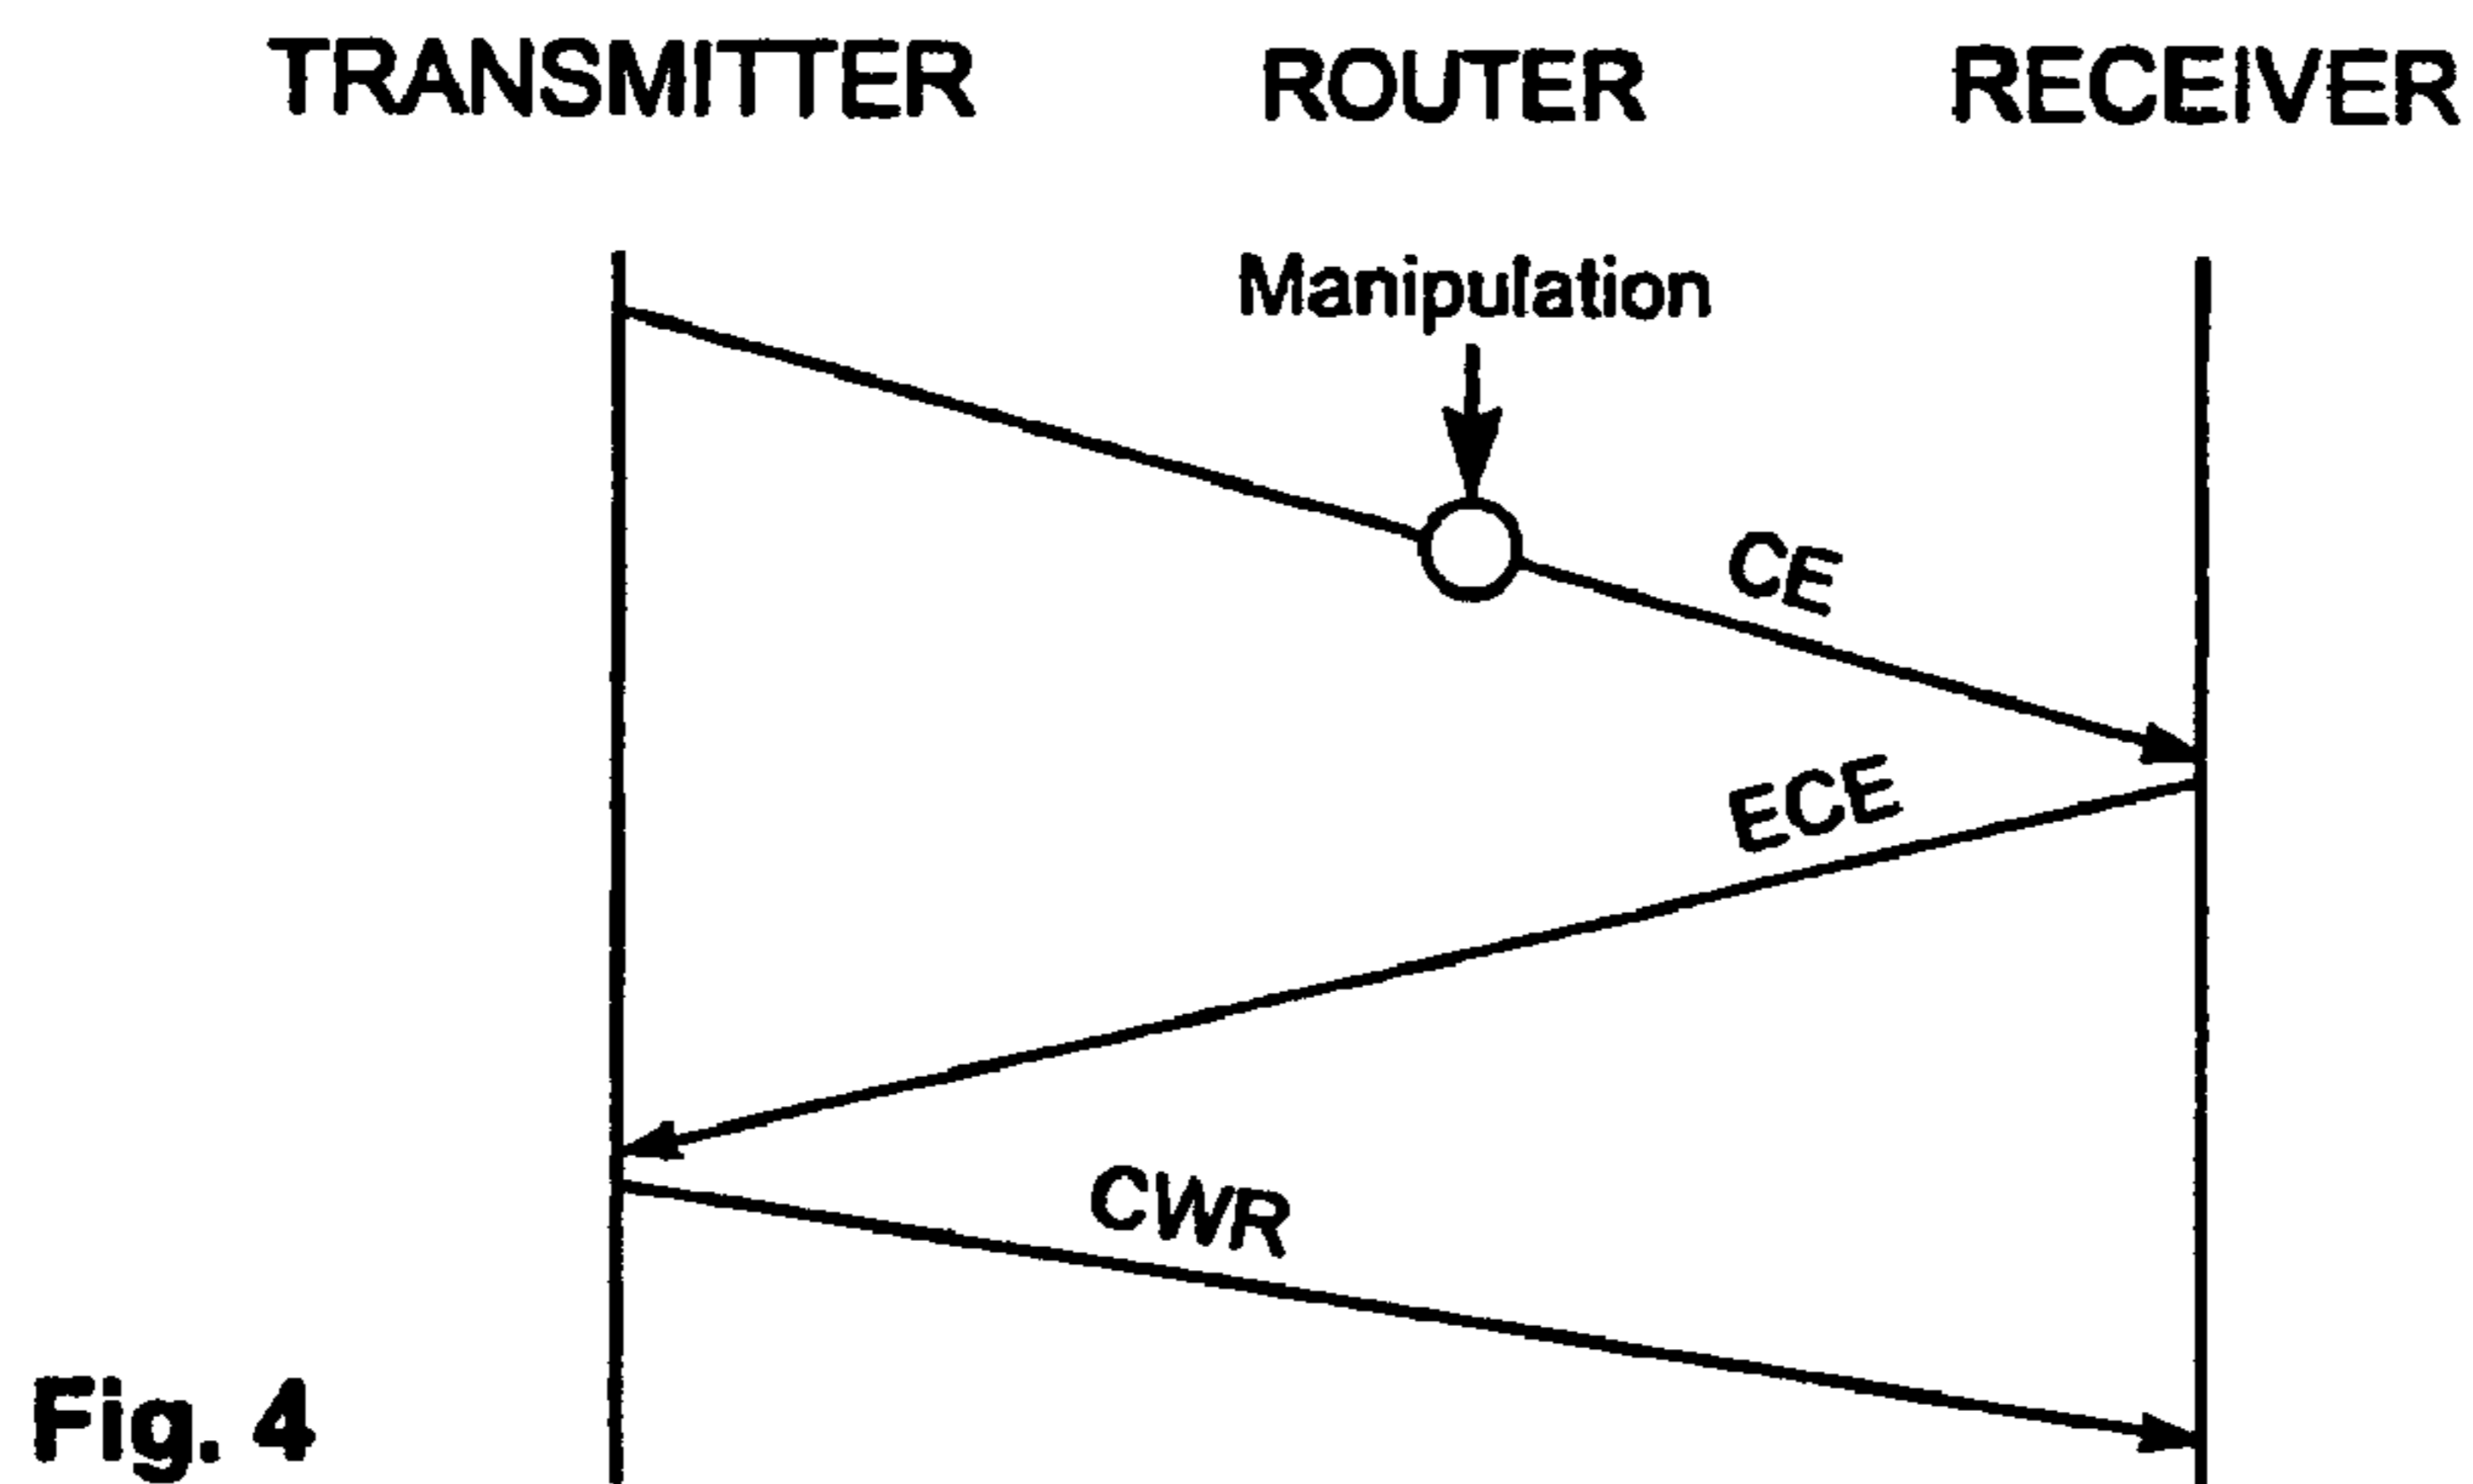 TRANSMITTER ROUTER RECEIVER
Manipulation
CE
ECE
CWR
Fig. 4